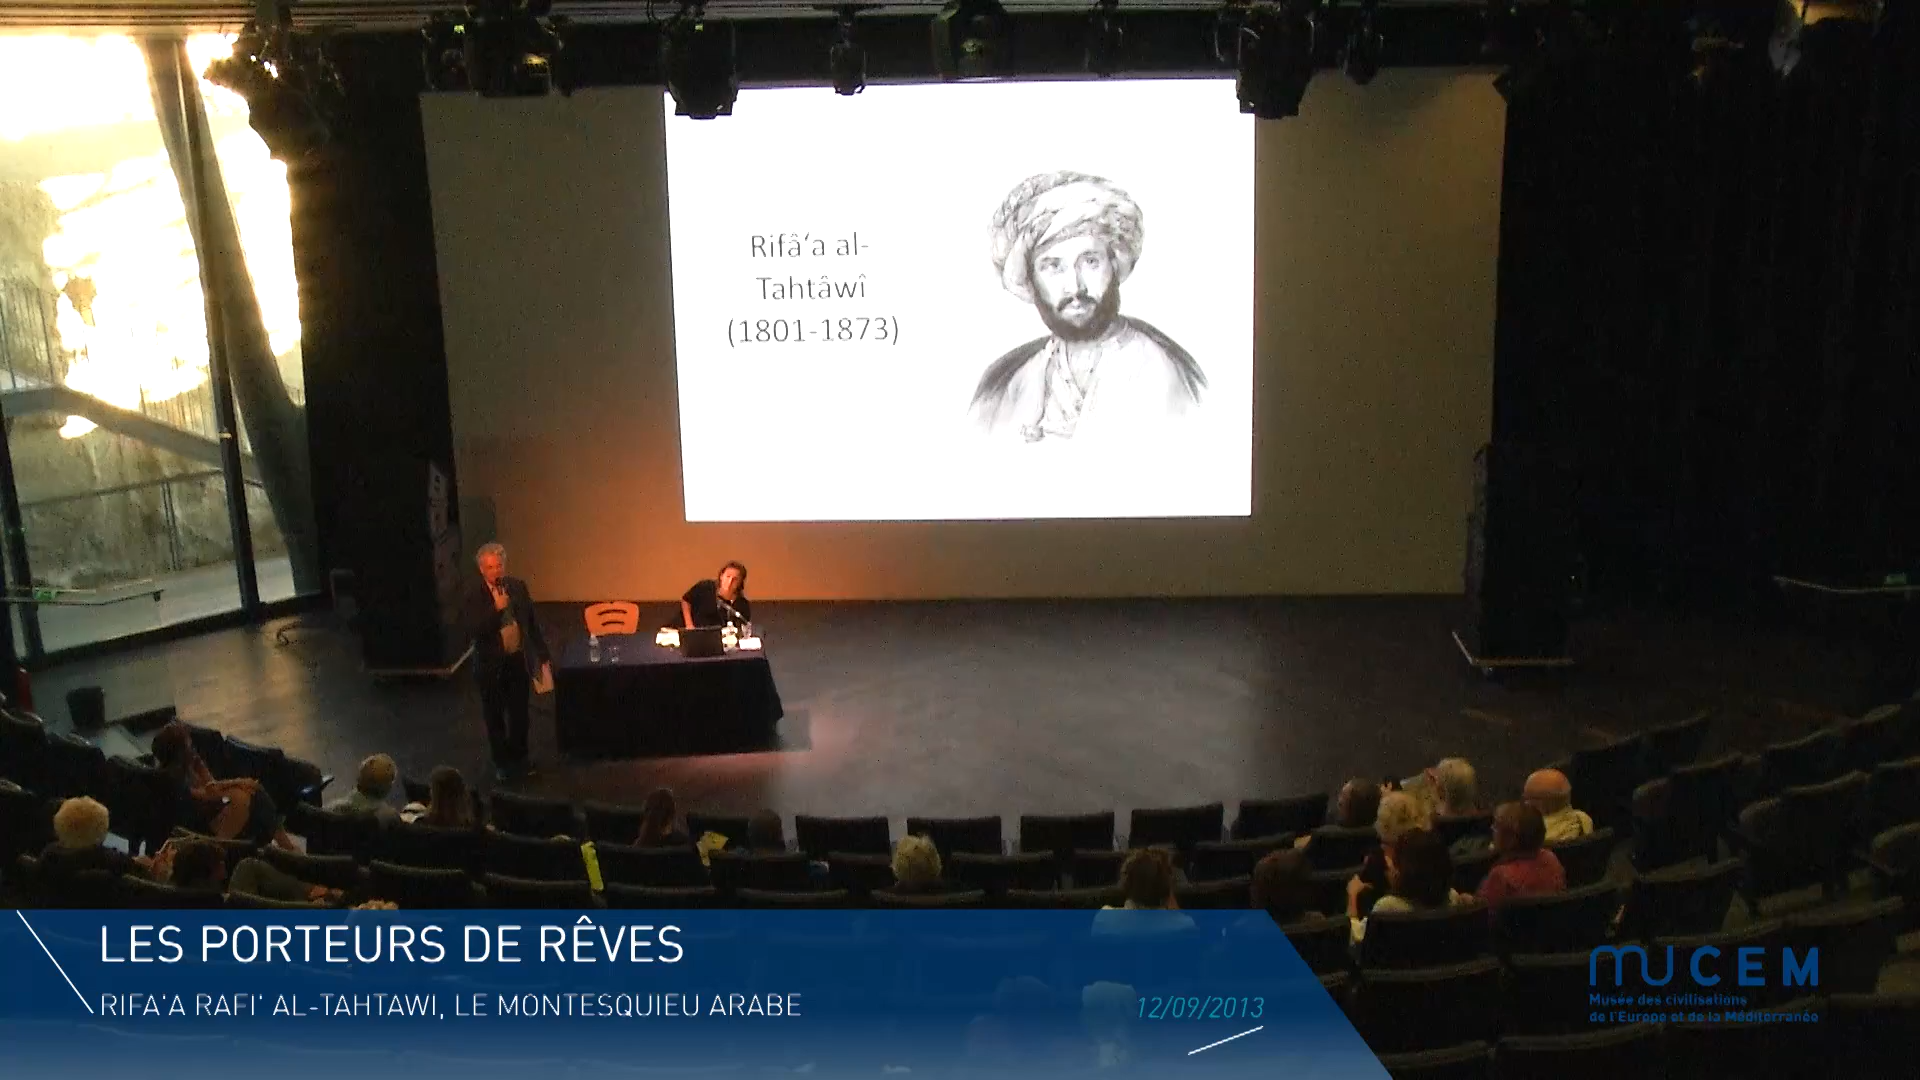 Rifâ‘a al-
Tahtâwî
(1801-1873)
LES PORTEURS DE RÊVES
RIFA'A RAFI' AL-TAHTAWI, LE MONTESQUIEU ARABE
12/09/2013
MUCEM
Musée des civilisations
de l'Europe et de la Méditerranée